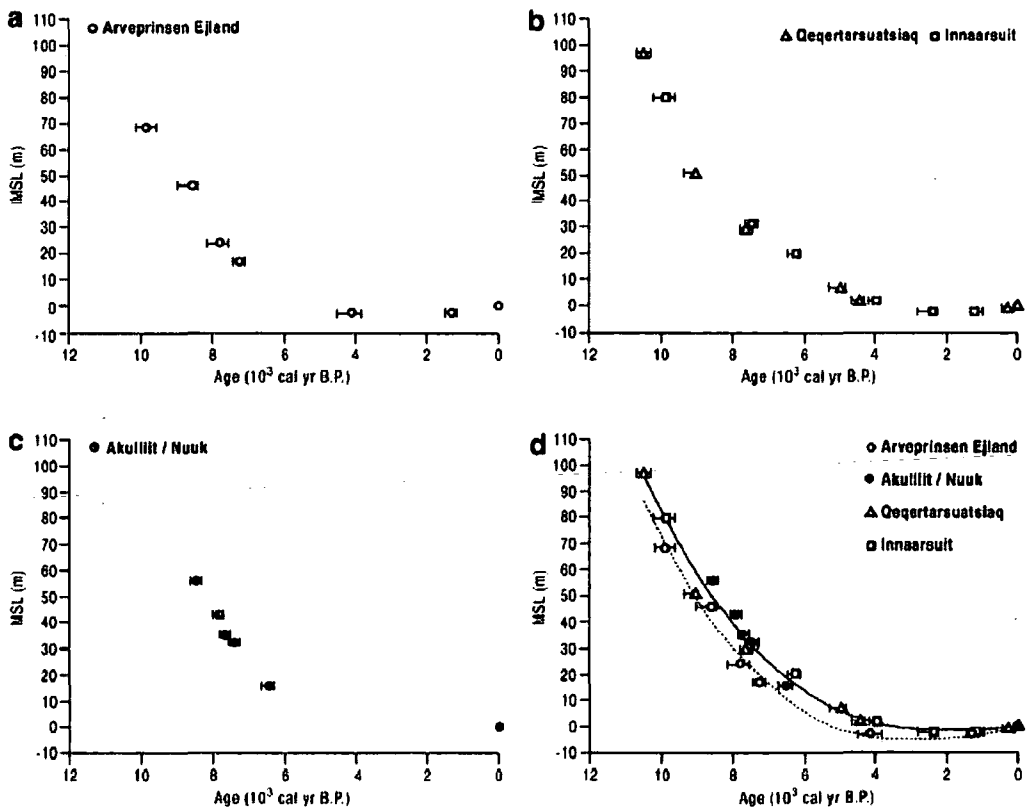 a
Arveprinsen Ejland
110
100
90
80
70
60
50
40
30
20
10
0
-10
MSL (m)
12 10 8 6 4 2 0
Age (10³ cal yr B.P.)
b
Qeqertarsuatsiaq Innaarsuit
110
100
90
80
70
60
50
40
30
20
10
0
-10
MSL (m)
12 10 8 6 4 2 0
Age (10³ cal yr B.P.)
c
Akulliit / Nuuk
110
100
90
80
70
60
50
40
30
20
10
0
-10
MSL (m)
12 10 8 6 4 2 0
Age (10³ cal yr B.P.)
d
Arveprinsen Ejland
Akulliit / Nuuk
Qeqertarsuatsiaq
Innaarsuit
110
100
90
80
70
60
50
40
30
20
10
0
-10
MSL (m)
12 10 8 6 4 2 0
Age (10³ cal yr B.P.)